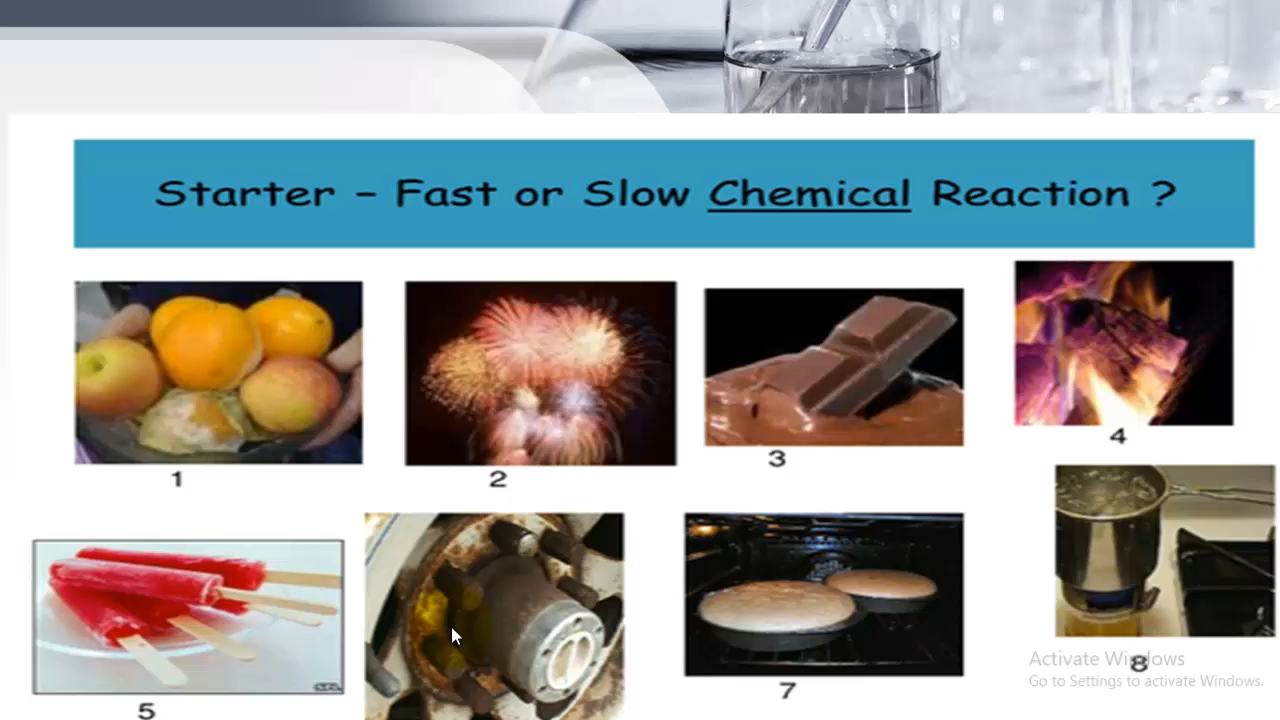 Starter – Fast or Slow Chemical Reaction ?
1
2
3
4
5
7
8
Activate Windows
Go to Settings to activate Windows.